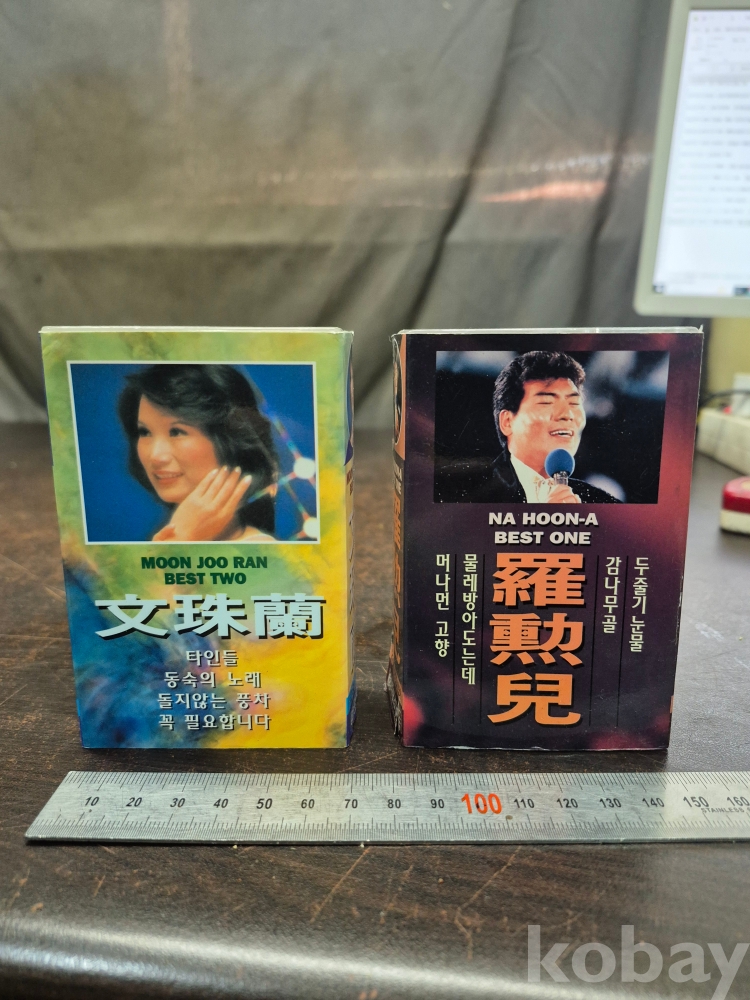 MOON JOO RAN
BEST TWO
文珠蘭
타인들
동숙의 노래
돌지않는 풍차
꼭 필요합니다
NA HOON-A
BEST ONE
두 줄기 눈물
감나무골
羅勲兒
물레방아도는데
머나먼 고향
10 20 30 40 50 60 70 80 90 100 110 120 130 140 150 160
STAINLESS
kobay